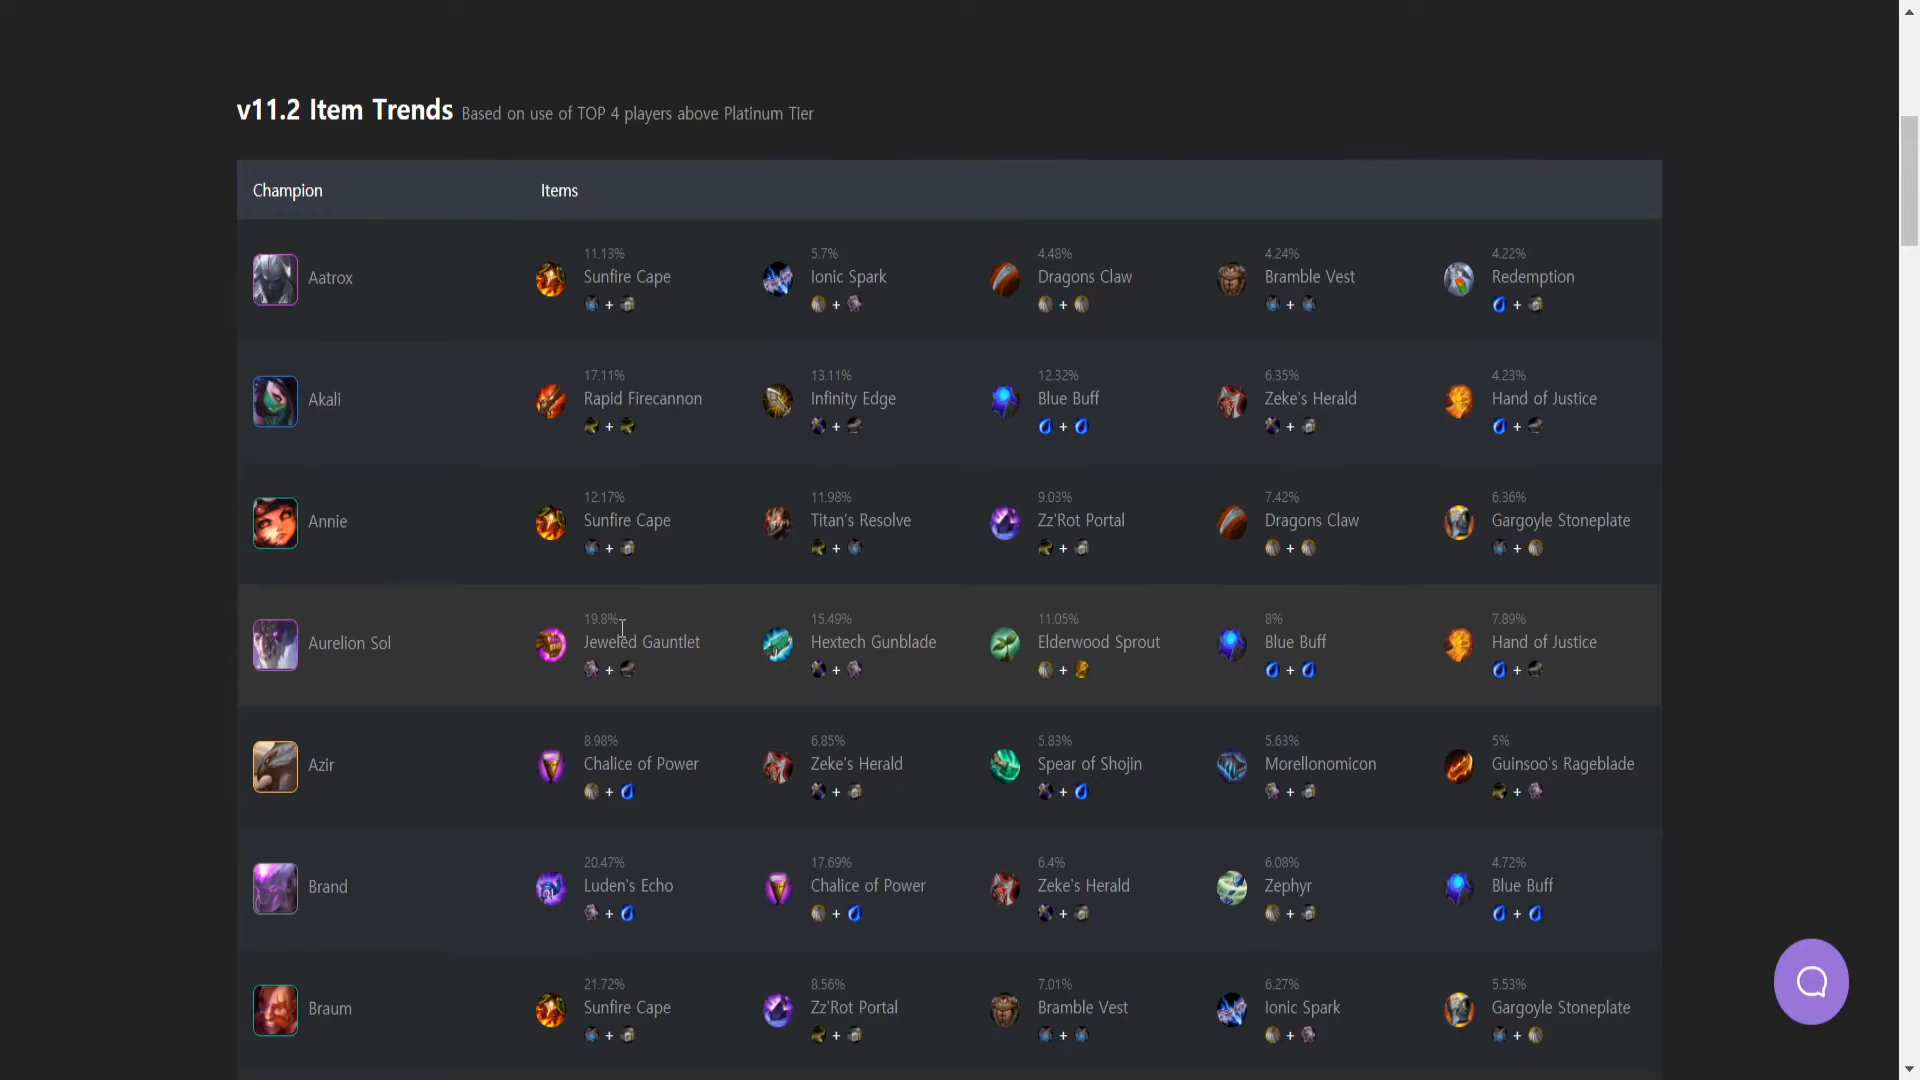 v11.2 Item Trends Based on use of TOP 4 players above Platinum Tier
Champion Items
11.13% 5.7% 4.48% 4.24% 4.22%
Aatrox Sunfire Cape Ionic Spark Dragons Claw Bramble Vest Redemption
+ + + + +
17.11% 13.11% 12.32% 6.35% 4.23%
Akali Rapid Firecannon Infinity Edge Blue Buff Zeke's Herald Hand of Justice
+ + + + +
12.17% 11.98% 9.03% 7.42% 6.36%
Annie Sunfire Cape Titan's Resolve Zz'Rot Portal Dragons Claw Gargoyle Stoneplate
+ + + + +
19.8% 15.49% 11.05% 8% 7.89%
Aurelion Sol Jeweled Gauntlet Hextech Gunblade Elderwood Sprout Blue Buff Hand of Justice
+ + + + +
8.98% 6.85% 5.83% 5.63% 5%
Azir Chalice of Power Zeke's Herald Spear of Shojin Morellonomicon Guinsoo's Rageblade
+ + + + +
20.47% 17.69% 6.4% 6.08% 4.72%
Brand Luden's Echo Chalice of Power Zeke's Herald Zephyr Blue Buff
+ + + + +
21.72% 8.56% 7.01% 6.27% 5.53%
Braum Sunfire Cape Zz'Rot Portal Bramble Vest Ionic Spark Gargoyle Stoneplate
+ + + + +